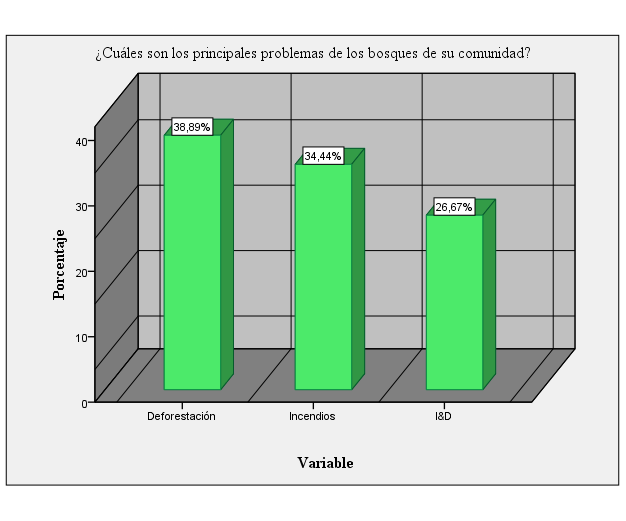 ¿Cuáles son los principales problemas de los bosques de su comunidad?
38,89%
34,44%
26,67%
40
30
20
10
0
Porcentaje
Deforestación
Incendios
I&D
Variable